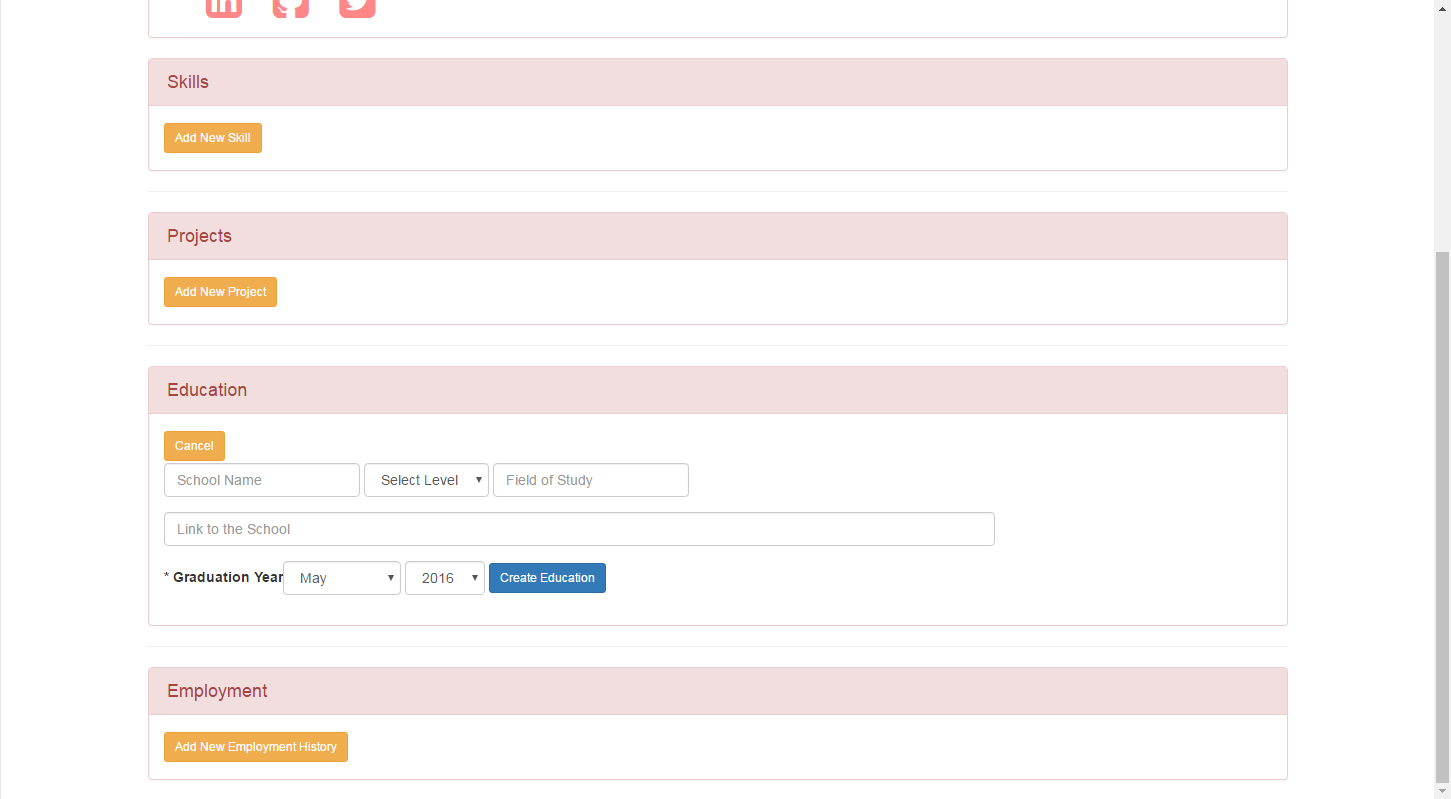 Skills
Add New Skill
Projects
Add New Project
Education
Cancel
School Name Select Level Field of Study
Link to the School
* Graduation Year May 2016 Create Education
Employment
Add New Employment History